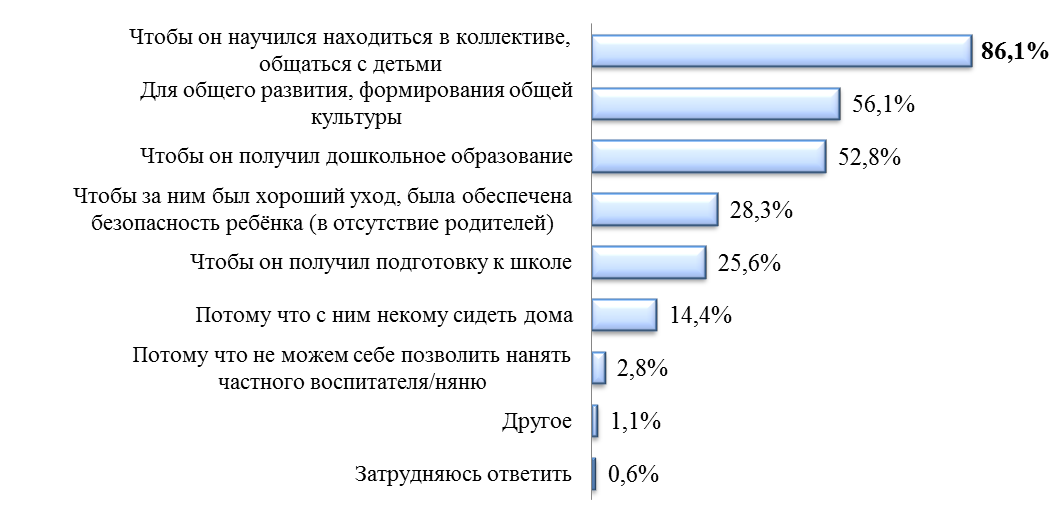 Чтобы он научился находиться в коллективе,
общаться с детьми
86,1%
Для общего развития, формирования общей
культуры
56,1%
Чтобы он получил дошкольное образование
52,8%
Чтобы за ним был хороший уход, была обеспечена
безопасность ребёнка (в отсутствие родителей)
28,3%
Чтобы он получил подготовку к школе
25,6%
Потому что с ним некому сидеть дома
14,4%
Потому что не можем себе позволить нанять
частного воспитателя/няню
2,8%
Другое
1,1%
Затрудняюсь ответить
0,6%